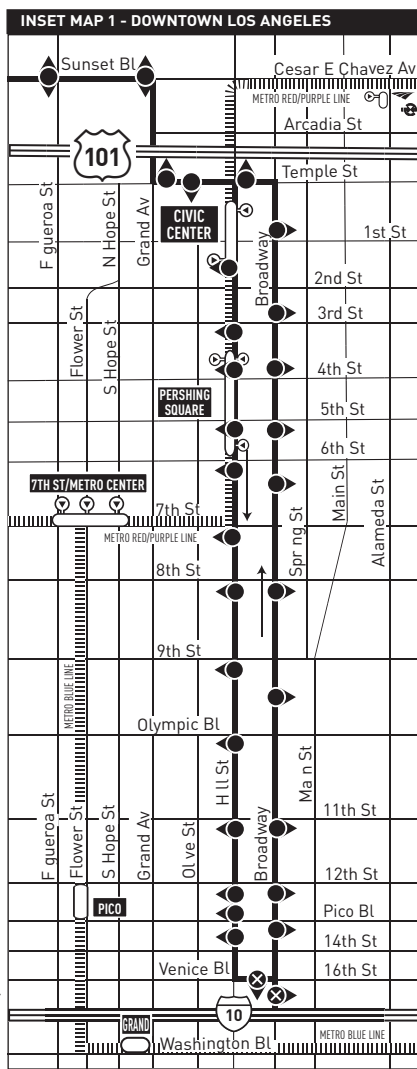 INSET MAP 1 - DOWNTOWN LOS ANGELES
Sunset Bl
Cesar E Chavez Av
METRO RED/PURPLE LINE
Arcadia St
101
Temple St
F gueroa St
N Hope St
Grand Av
CIVIC
CENTER
Broadway
1st St
2nd St
3rd St
Flower St
S Hope St
4th St
PERSHING
SQUARE
5th St
6th St
7TH ST/METRO CENTER
7th St
METRO RED/PURPLE LINE
Spr ng St
Main St
Alameda St
8th St
9th St
METRO BLUE LINE
Olympic Bl
F gueroa St
Flower St
S Hope St
Grand Av
Ol ve St
H ll St
Broadway
Ma n St
11th St
12th St
PICO
Pico Bl
14th St
Venice Bl
16th St
10
GRAND
Washington Bl
METRO BLUE LINE